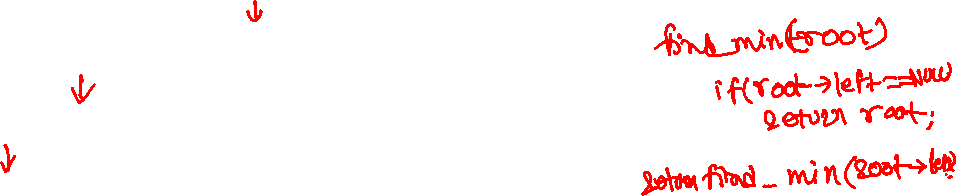 find_min(root)
if(root→left==NULL
return root;
return find_min(root→left